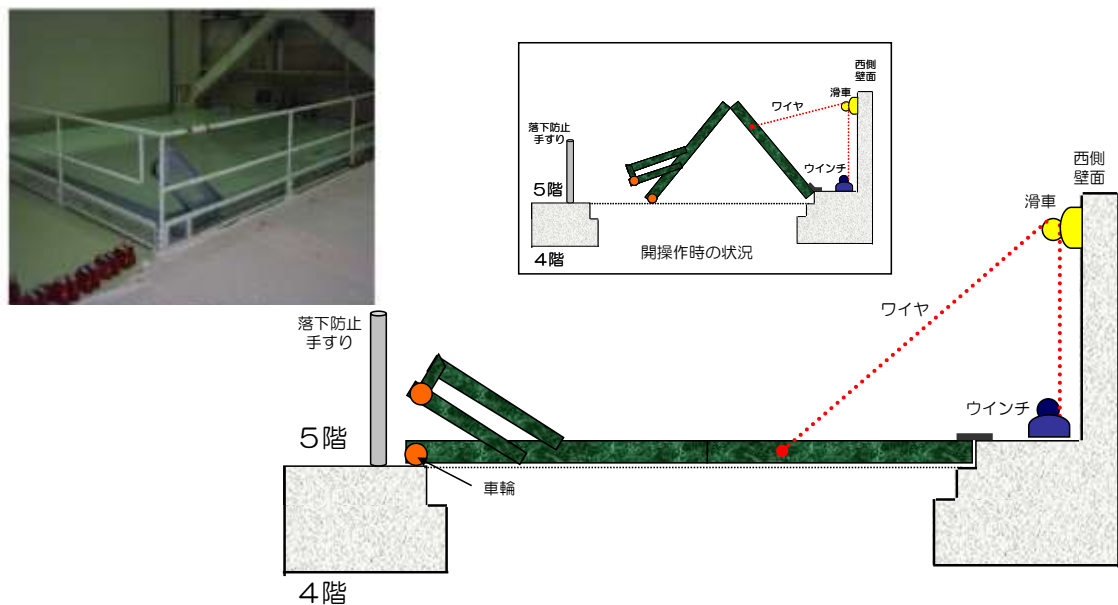 西側
壁面
滑車
ワイヤ
落下防止
手すり
ウインチ
5階
4階
開操作時の状況
西側
壁面
滑車
落下防止
手すり
ワイヤ
ウインチ
5階
車輪
4階